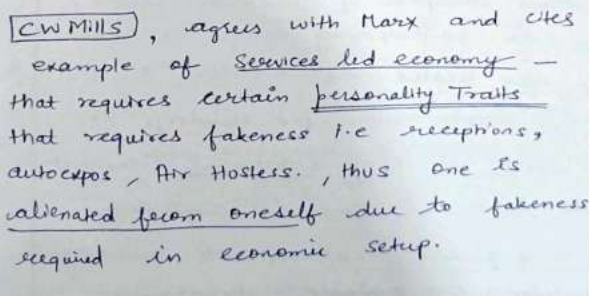 CW Mills, agrees with Marx and cites
example of Services led economy —
that requires certain personality Traits
that requires fakeness i.e receptions,
autoexpos, Air Hostess. , thus one is
alienated from oneself due to fakeness
required in economic setup.